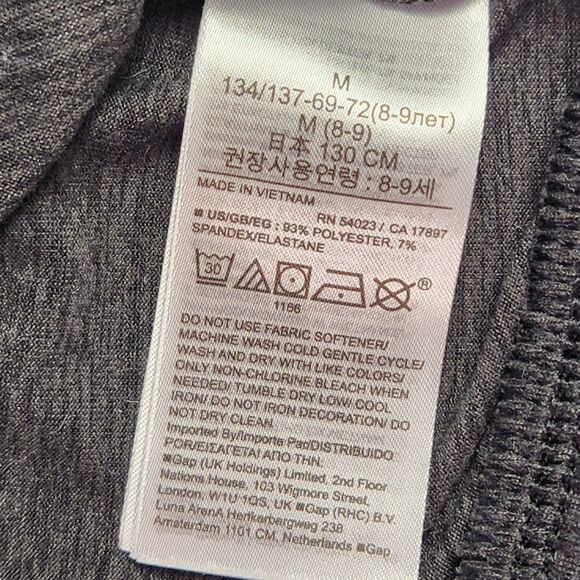 M
134/137-69-72(8-9лет)
M (8-9)
日本 130 CM
권장사용연령 : 8-9세
MADE IN VIETNAM
RN 54023 / CA 17897
US/GB/EG : 93% POLYESTER, 7%
SPANDEX/ELASTANE
30
®
1166
DO NOT USE FABRIC SOFTENER/
MACHINE WASH COLD GENTLE CYCLE/
WASH AND DRY WITH LIKE COLORS/
ONLY NON-CHLORINE BLEACH WHEN
NEEDED/ TUMBLE DRY LOW/ COOL
IRON/ DO NOT IRON DECORATION/ DO
NOT DRY CLEAN
Imported By/Importe Par/DISTRIBUIDO
POR/ΕΙΣΑΓΕΤΑΙ ΑΠΟ ΤΗΝ:
Gap (UK Holdings) Limited, 2nd Floor
Nations House, 103 Wigmore Street,
London, W1U 1QS, UK Gap (RHC) B.V.
Luna ArenA Herikerbergweg 238
Amsterdam 1101 CM, Netherlands Gap